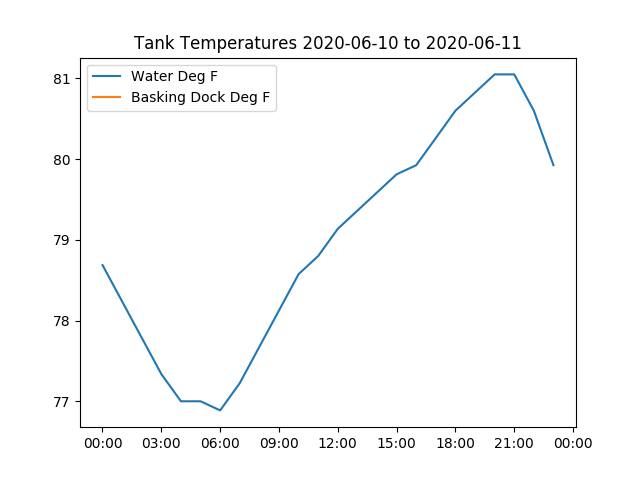 Tank Temperatures 2020-06-10 to 2020-06-11
Water Deg F
Basking Dock Deg F
81
80
79
78
77
00:00 03:00 06:00 09:00 12:00 15:00 18:00 21:00 00:00